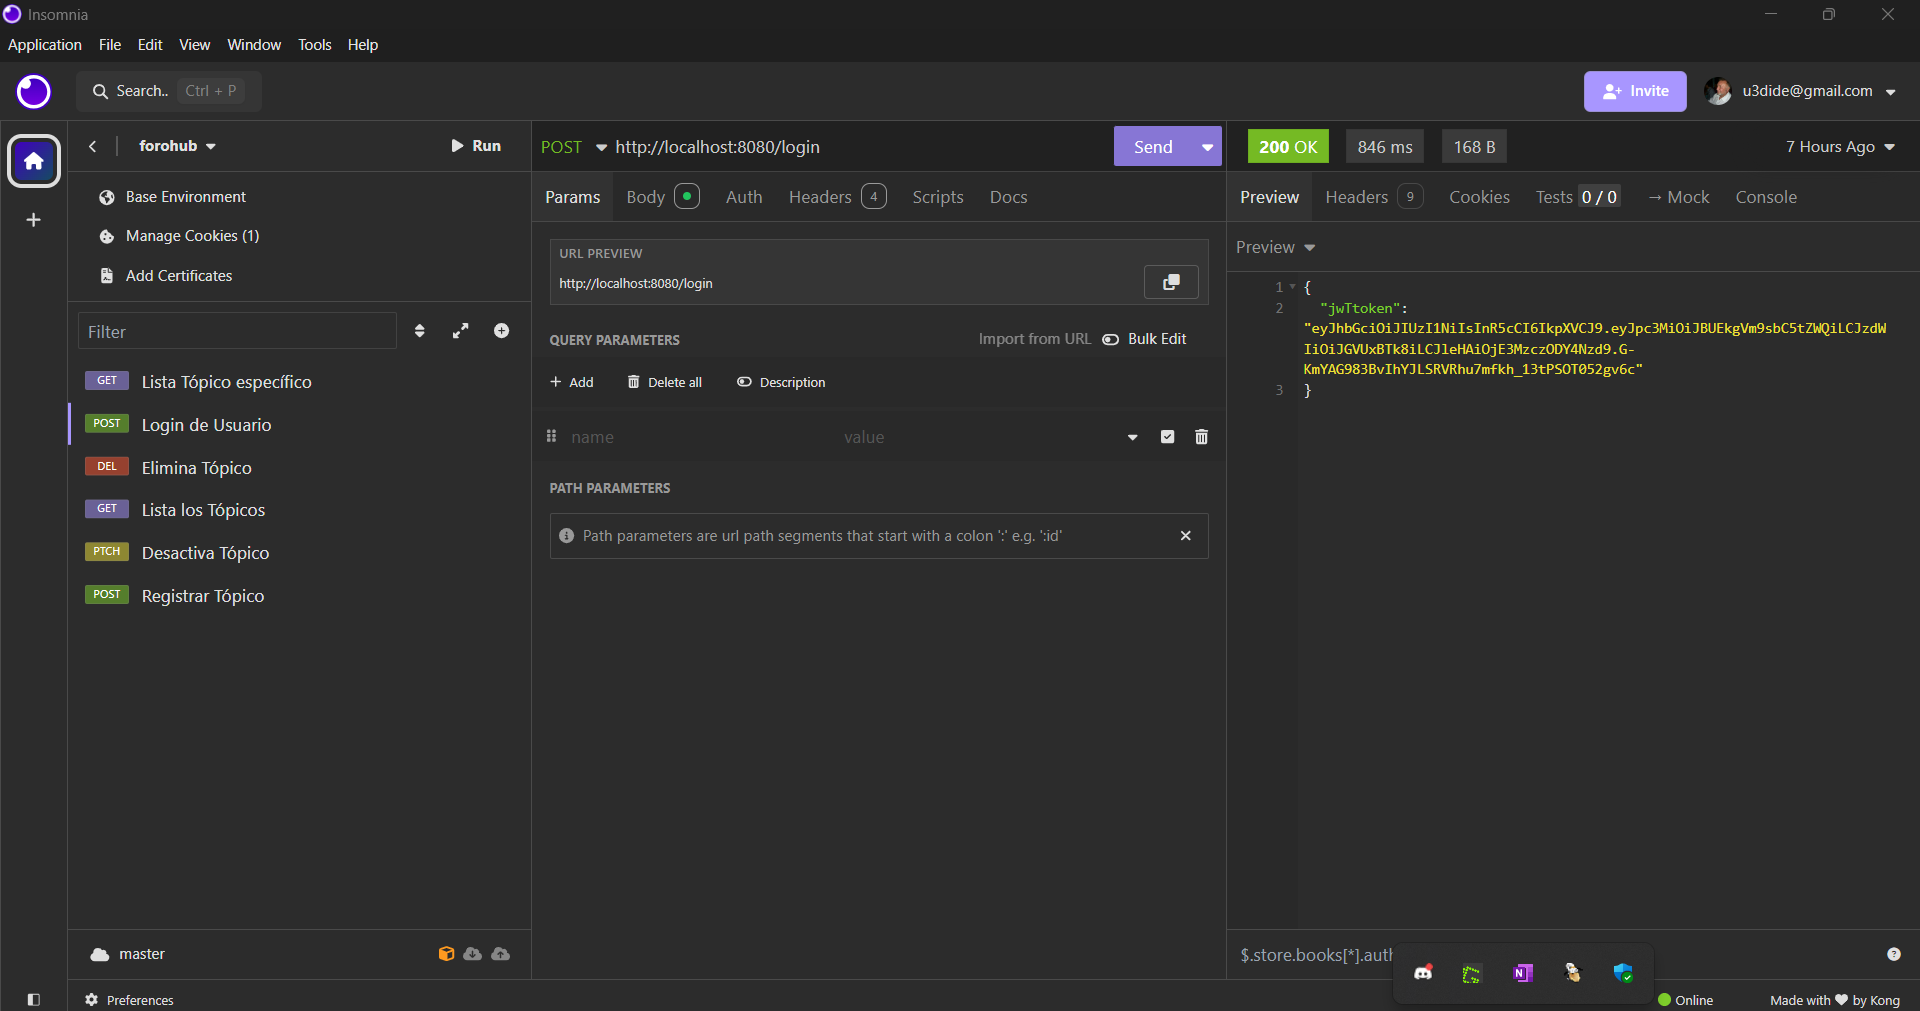 Insomnia
Application File Edit View Window Tools Help
Search.. Ctrl + P
Invite
u3dide@gmail.com
forohub
Run
Base Environment
Manage Cookies (1)
Add Certificates
Filter
GET Lista Tópico específico
POST Login de Usuario
DEL Elimina Tópico
GET Lista los Tópicos
PTCH Desactiva Tópico
POST Registrar Tópico
master
Preferences
POST http://localhost:8080/login
Send
Params Body Auth Headers 4 Scripts Docs
URL PREVIEW
http://localhost:8080/login
QUERY PARAMETERS
Import from URL Bulk Edit
Add Delete all Description
name value
PATH PARAMETERS
Path parameters are url path segments that start with a colon ':' e.g. ':id'
200 OK 846 ms 168 B 7 Hours Ago
Preview Headers 9 Cookies Tests 0 / 0 → Mock Console
Preview
1 {
2 "jwTtoken":
"eyJhbGciOiJIUzI1NiIsInR5cCI6IkpXVCJ9.eyJpc3MiOiJBUEkgVm9sbC5tZWQiLCJzdW
IiOiJGVUxBTk8iLCJleHAiOjE3MzczODY4Nzd9.G-
KmYAG983BvIhYJLSRVRhu7mfkh_13tPSOT052gv6c"
3 }
$.store.books[*].auth
Online
Made with ♥ by Kong